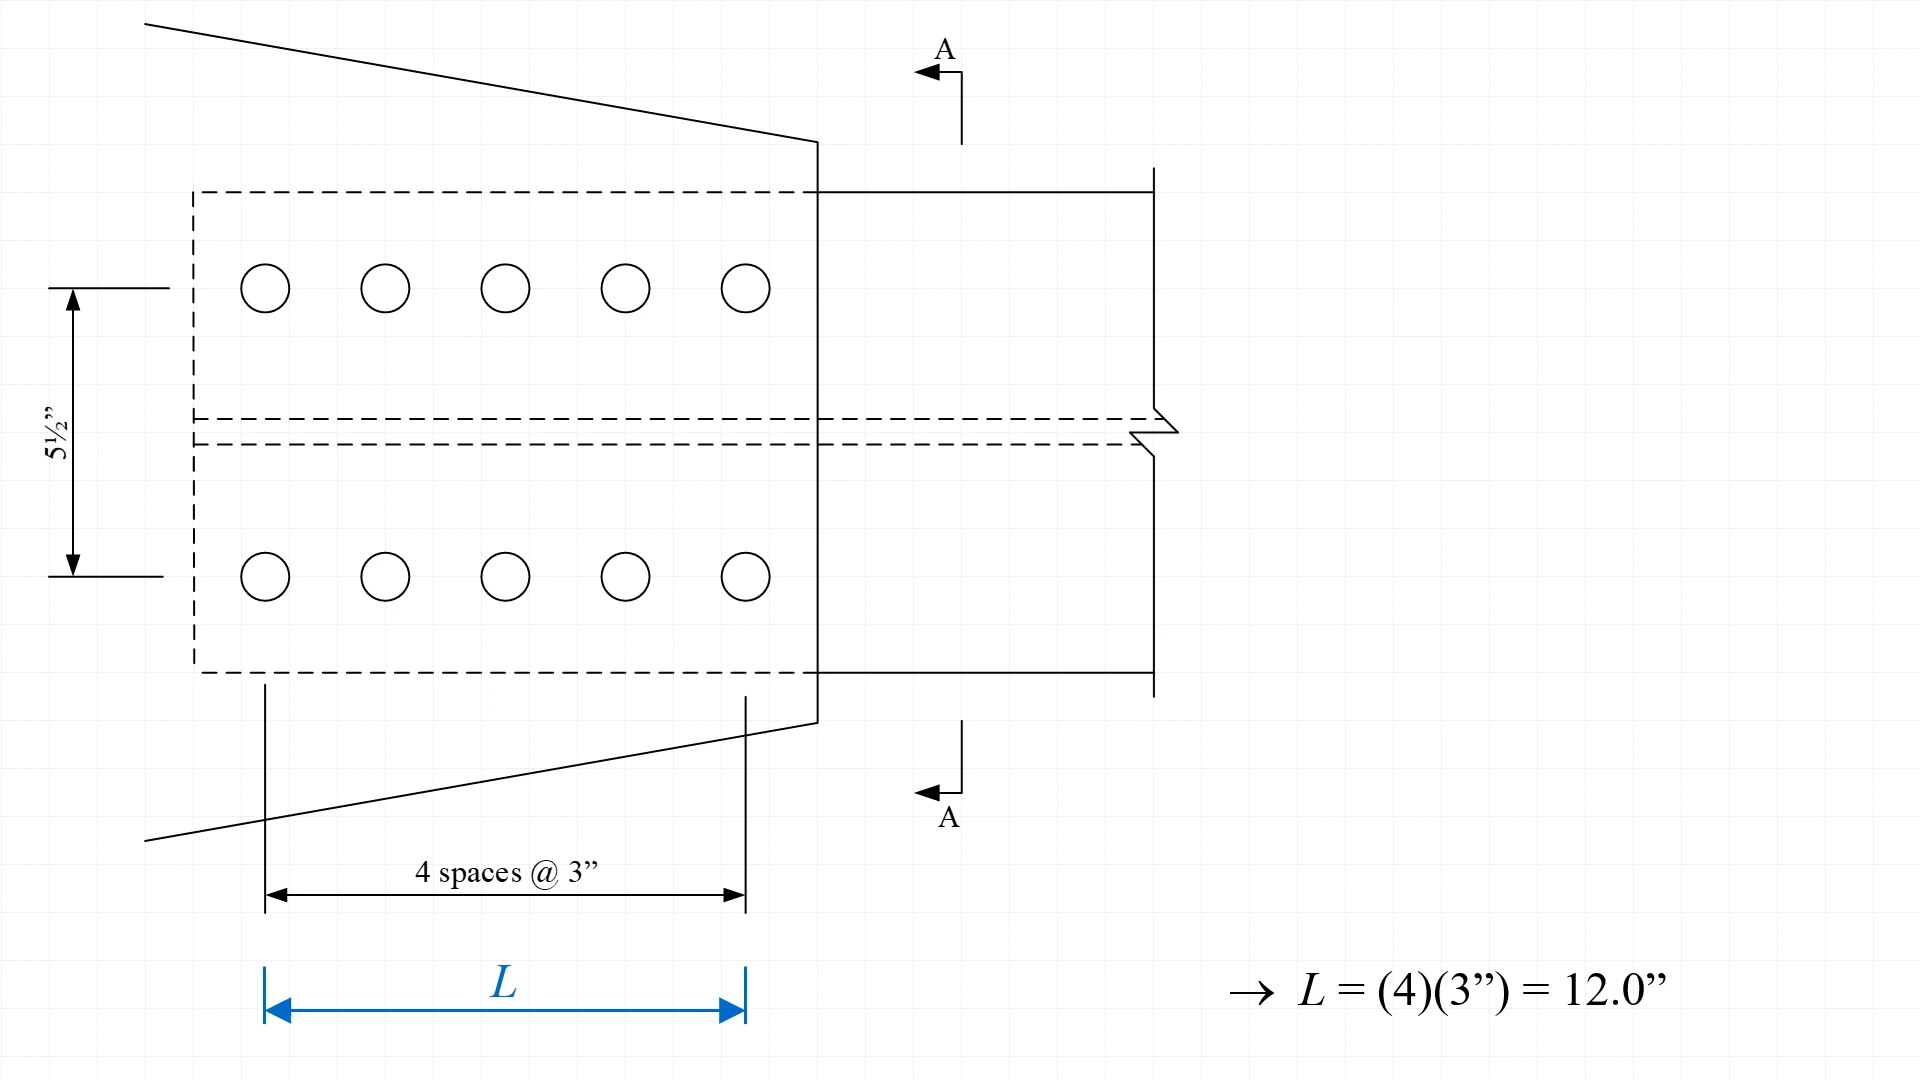 A
5½”
A
4 spaces @ 3”
L
→ L = (4)(3”) = 12.0”